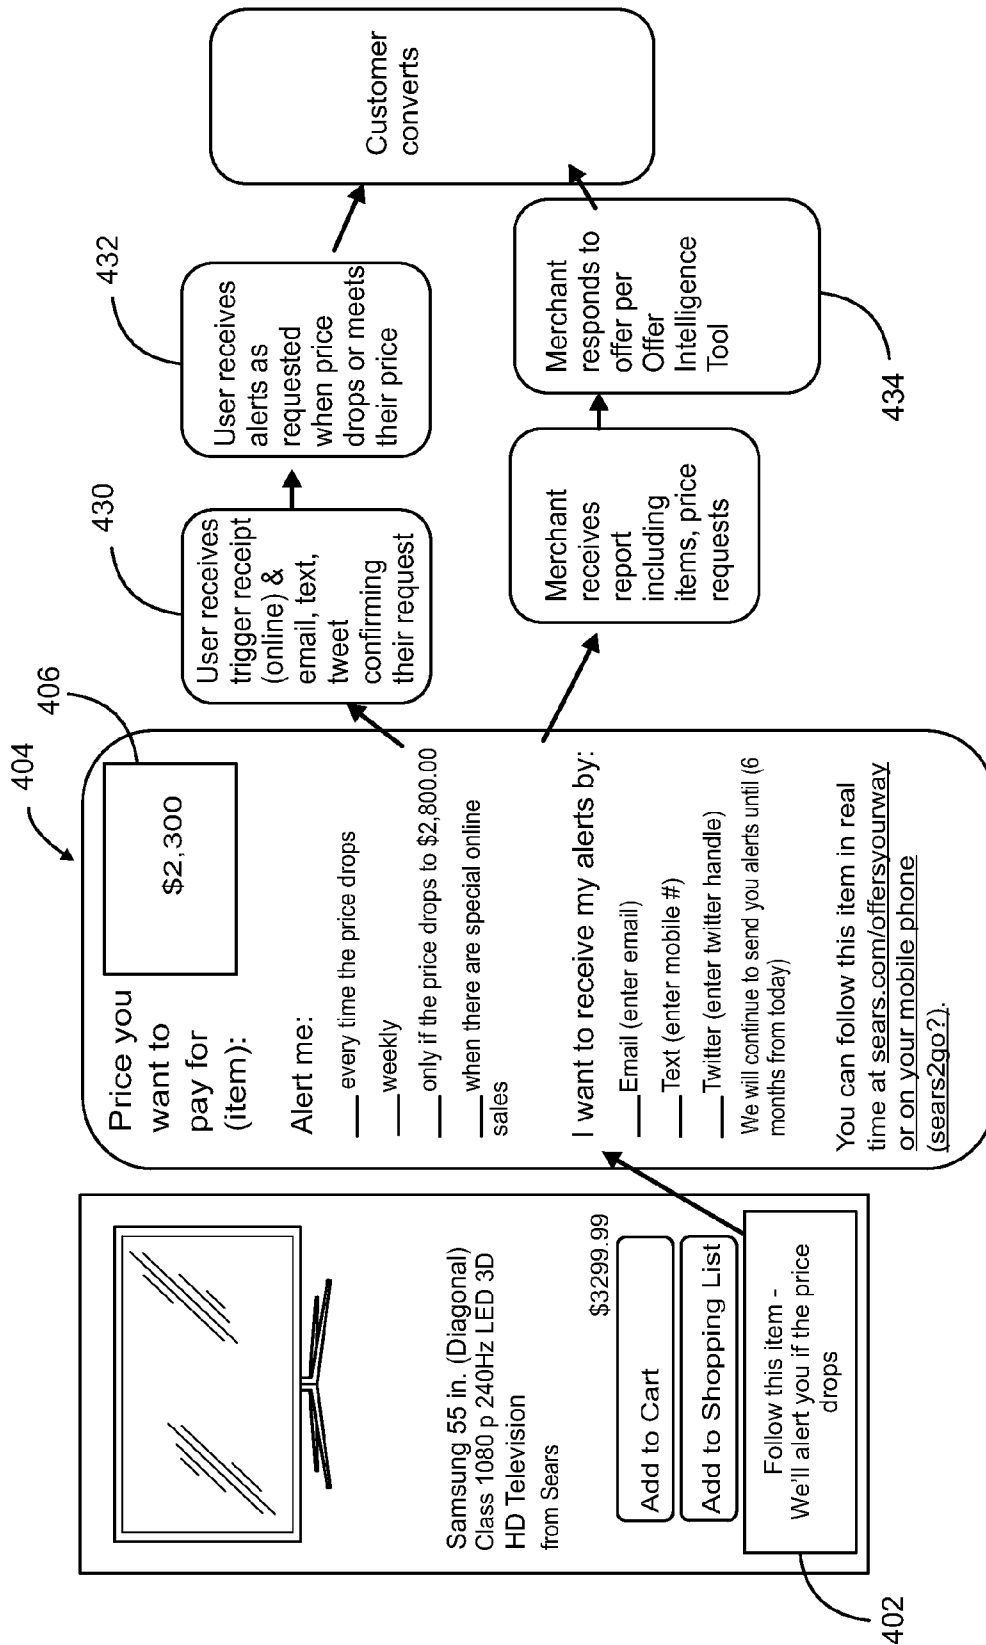 Samsung 55 in. (Diagonal)
Class 1080 p 240Hz LED 3D
HD Television
from Sears
$3299.99
Add to Cart
Add to Shopping List
Follow this item -
We'll alert you if the price
drops
402
404
406
Price you
want to
pay for
(item):
$2,300
Alert me:
every time the price drops
weekly
only if the price drops to $2,800.00
when there are special online
sales
I want to receive my alerts by:
Email (enter email)
Text (enter mobile #)
Twitter (enter twitter handle)
We will continue to send you alerts until (6
months from today)
You can follow this item in real
time at sears.com/offersyourway
or on your mobile phone
(sears2go?).
430
User receives
trigger receipt
(online) &
email, text,
tweet
confirming
their request
432
User receives
alerts as
requested
when price
drops or meets
their price
Merchant
receives
report
including
items, price
requests
Merchant
responds to
offer per
Offer
Intelligence
Tool
434
Customer
converts